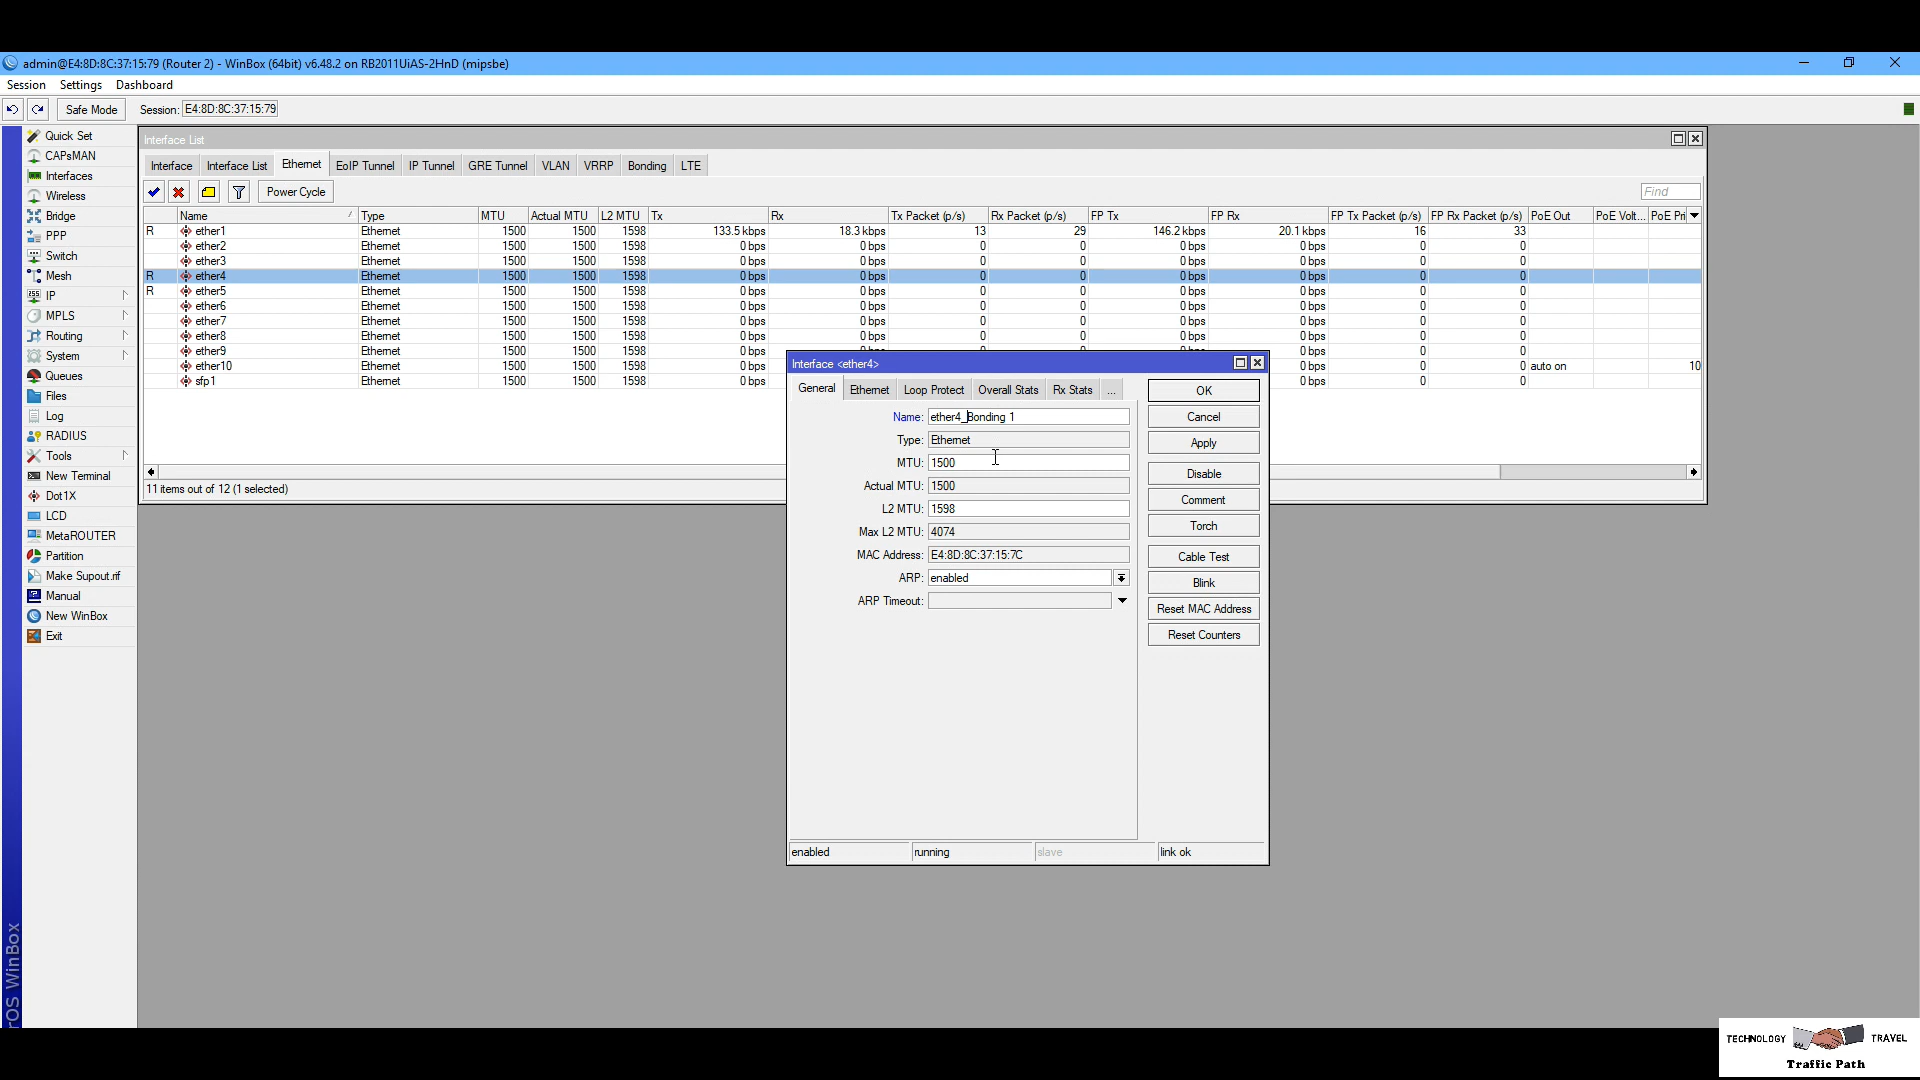 admin@E4:8D:8C:37:15:79 (Router 2) - WinBox (64bit) v6.48.2 on RB2011UiAS-2HnD (mipsbe)
Session Settings Dashboard
Safe Mode Session: E4:8D:8C:37:15:79
Quick Set
CAPsMAN
Interfaces
Wireless
Bridge
PPP
Switch
Mesh
IP
MPLS
Routing
System
Queues
Files
Log
RADIUS
Tools
New Terminal
Dot1X
LCD
MetaROUTER
Partition
Make Supout.rif
Manual
New WinBox
Exit
OS WinBox
Interface List
Interface Interface List Ethernet EoIP Tunnel IP Tunnel GRE Tunnel VLAN VRRP Bonding LTE
Power Cycle Find
Name Type MTU Actual MTU L2 MTU Tx Rx Tx Packet (p/s) Rx Packet (p/s) FP Tx FP Rx FP Tx Packet (p/s) FP Rx Packet (p/s) PoE Out PoE Volt... PoE Pri
R ether1 Ethernet 1500 1500 1598 133.5 kbps 18.3 kbps 13 29 146.2 kbps 20.1 kbps 16 33
ether2 Ethernet 1500 1500 1598 0 bps 0 bps 0 0 0 bps 0 bps 0 0
ether3 Ethernet 1500 1500 1598 0 bps 0 bps 0 0 0 bps 0 bps 0 0
R ether4 Ethernet 1500 1500 1598 0 bps 0 bps 0 0 0 bps 0 bps 0 0
R ether5 Ethernet 1500 1500 1598 0 bps 0 bps 0 0 0 bps 0 bps 0 0
ether6 Ethernet 1500 1500 1598 0 bps 0 bps 0 0 0 bps 0 bps 0 0
ether7 Ethernet 1500 1500 1598 0 bps 0 bps 0 0 0 bps 0 bps 0 0
ether8 Ethernet 1500 1500 1598 0 bps 0 bps 0 0 0 bps 0 bps 0 0
ether9 Ethernet 1500 1500 1598 0 bps 0 bps 0 0 0 bps 0 bps 0 0
ether10 Ethernet 1500 1500 1598 0 bps 0 bps 0 0 auto on 10
sfp1 Ethernet 1500 1500 1598 0 bps 0 bps 0 0
11 items out of 12 (1 selected)
Interface <ether4>
General Ethernet Loop Protect Overall Stats Rx Stats ...
Name: ether4_Bonding 1
Type: Ethernet
MTU: 1500
Actual MTU: 1500
L2 MTU: 1598
Max L2 MTU: 4074
MAC Address: E4:8D:8C:37:15:7C
ARP: enabled
ARP Timeout:
OK
Cancel
Apply
Disable
Comment
Torch
Cable Test
Blink
Reset MAC Address
Reset Counters
enabled running slave link ok
TECHNOLOGY TRAVEL
Traffic Path